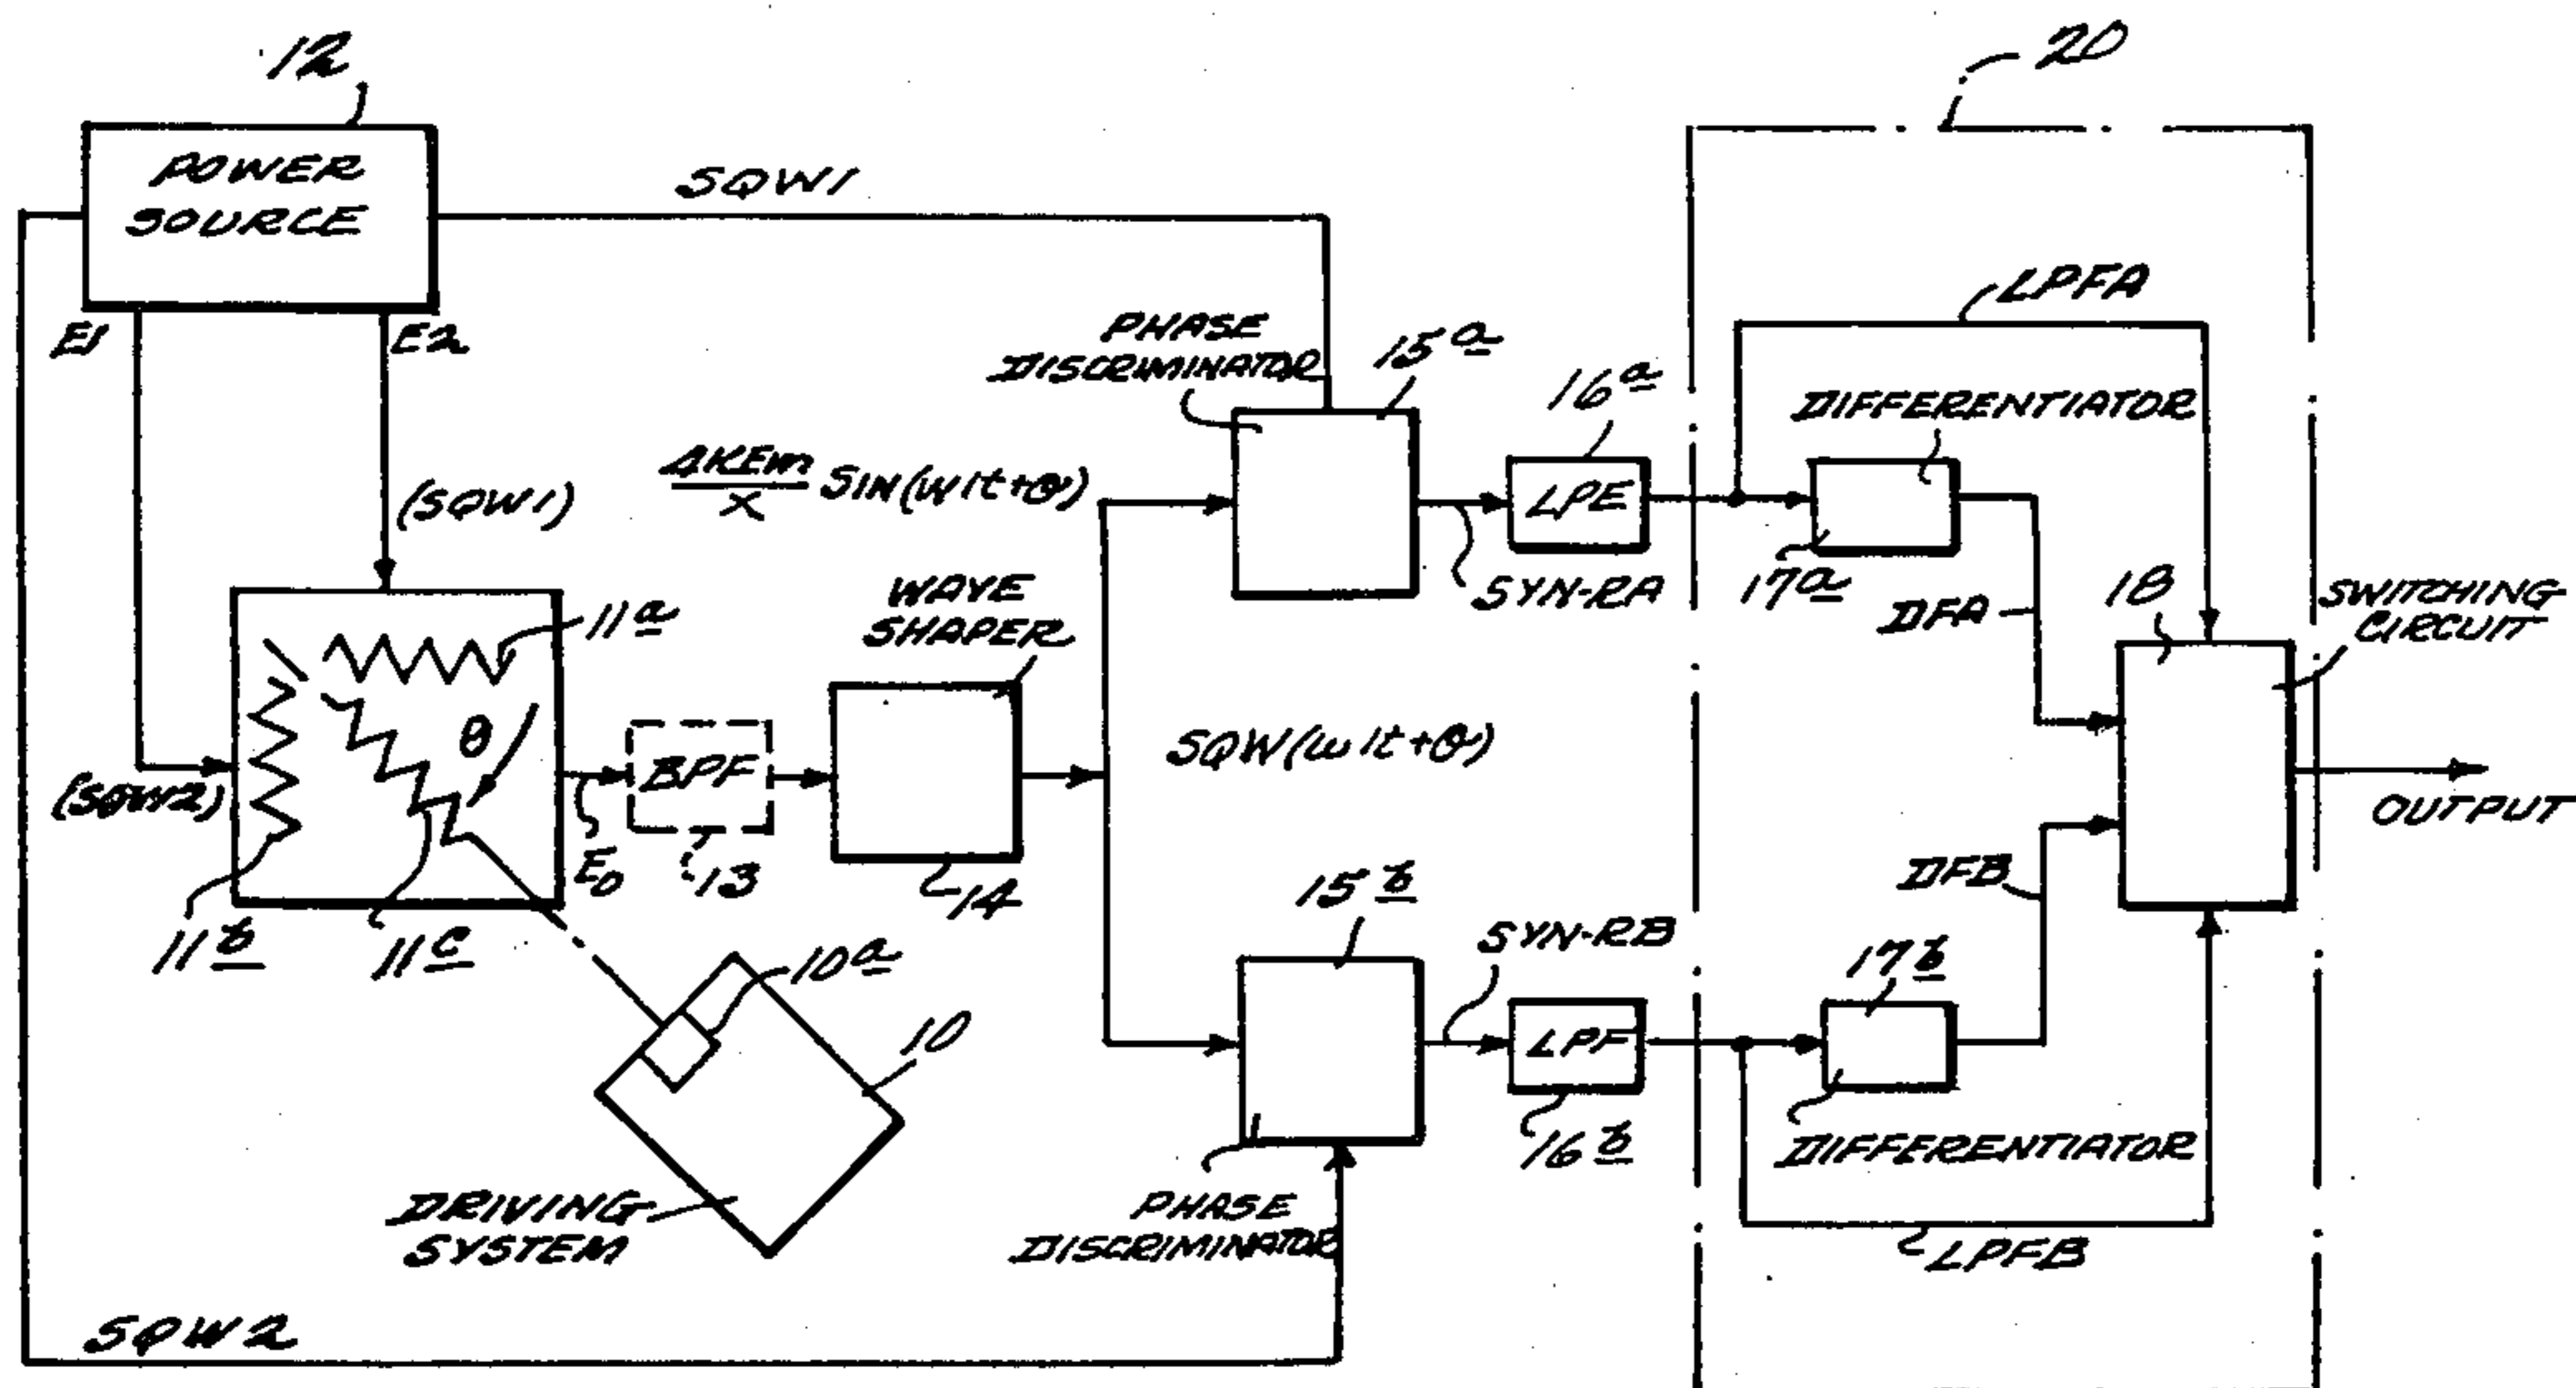 12
20
POWER
SOURCE
SQW1
E1
E2
LPFA
PHASE
DISCRIMINATOR
15a
16a
DIFFERENTIATOR
4KEm/X SIN(w1t+θ)
(SQW1)
LPE
SYN-RA
17a
DFA
18
SWITCHING
CIRCUIT
WAVE
SHAPER
11a
θ
(SQW2)
BPF
SQW(w1t+θ)
E0
13
14
OUTPUT
11b
11c
15b
DFB
SYN-RB
17b
10a
10
LPF
16b
DIFFERENTIATOR
DRIVING
SYSTEM
PHASE
DISCRIMINATOR
LPFB
SQW2